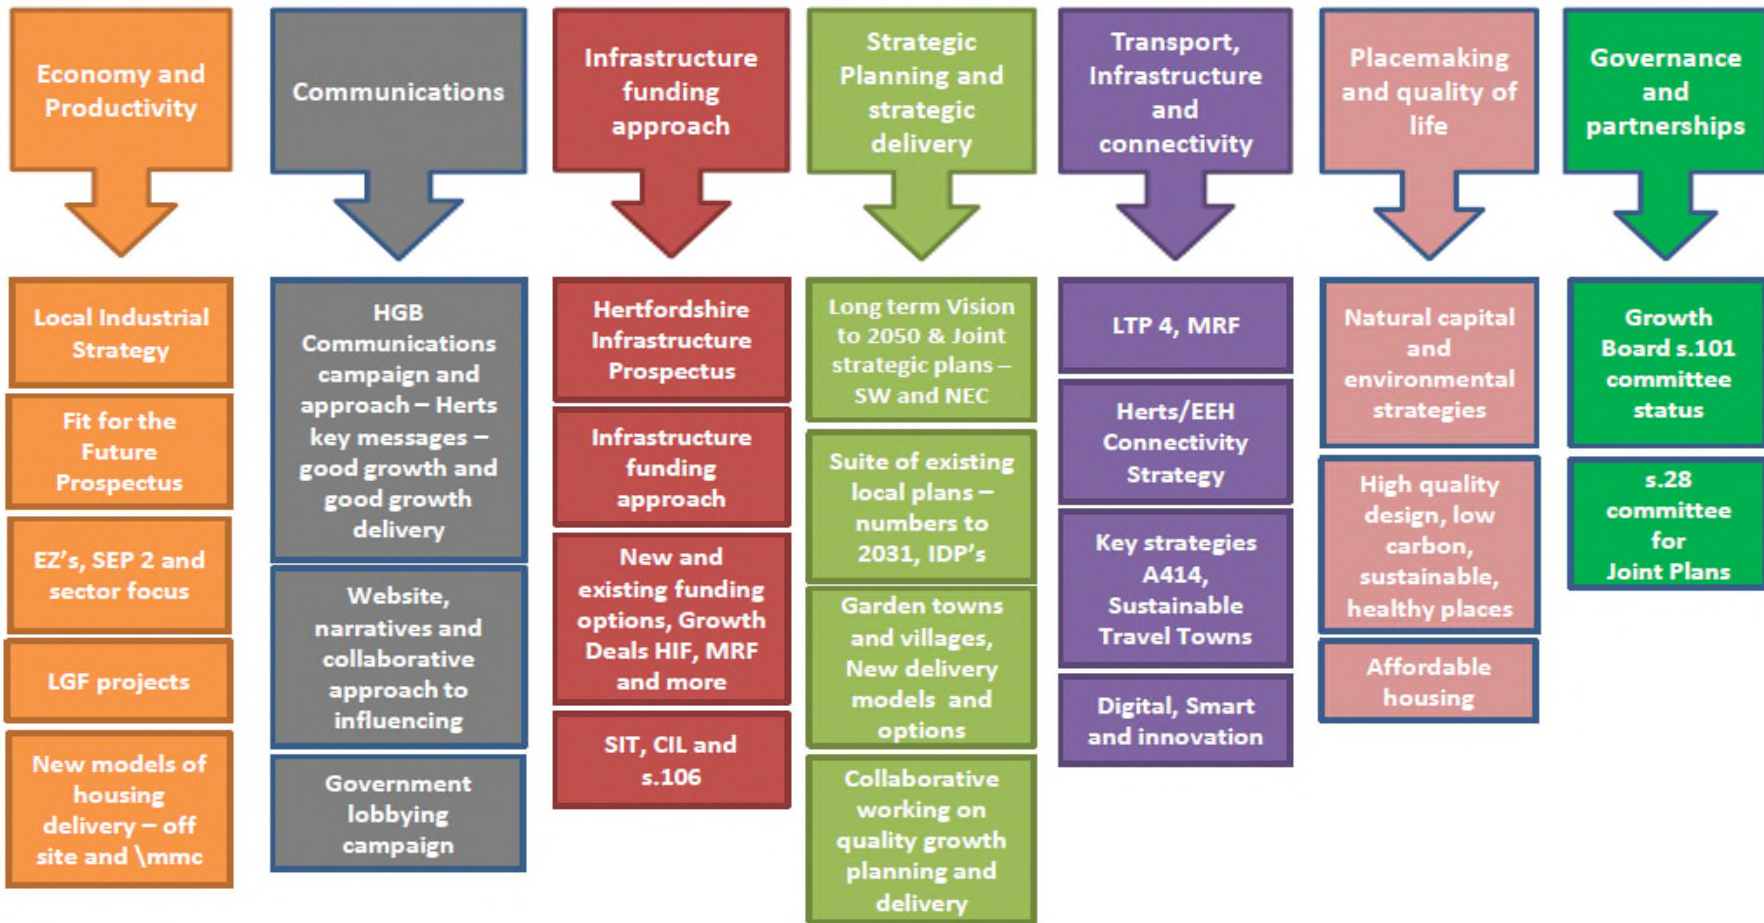 Economy and
Productivity
Local Industrial
Strategy
Fit for the
Future
Prospectus
EZ's, SEP 2 and
sector focus
LGF projects
New models of
housing
delivery – off
site and \mmc
Communications
HGB
Communications
campaign and
approach – Herts
key messages –
good growth and
good growth
delivery
Website,
narratives and
collaborative
approach to
influencing
Government
lobbying
campaign
Infrastructure
funding
approach
Hertfordshire
Infrastructure
Prospectus
Infrastructure
funding
approach
New and
existing funding
options, Growth
Deals HIF, MRF
and more
SIT, CIL and
s.106
Strategic
Planning and
strategic
delivery
Long term Vision
to 2050 & Joint
strategic plans –
SW and NEC
Suite of existing
local plans –
numbers to
2031, IDP's
Garden towns
and villages,
New delivery
models and
options
Collaborative
working on
quality growth
planning and
delivery
Transport,
Infrastructure
and
connectivity
LTP 4, MRF
Herts/EEH
Connectivity
Strategy
Key strategies
A414,
Sustainable
Travel Towns
Digital, Smart
and innovation
Placemaking
and quality of
life
Natural capital
and
environmental
strategies
High quality
design, low
carbon,
sustainable,
healthy places
Affordable
housing
Governance
and
partnerships
Growth
Board s.101
committee
status
s.28
committee
for
Joint Plans